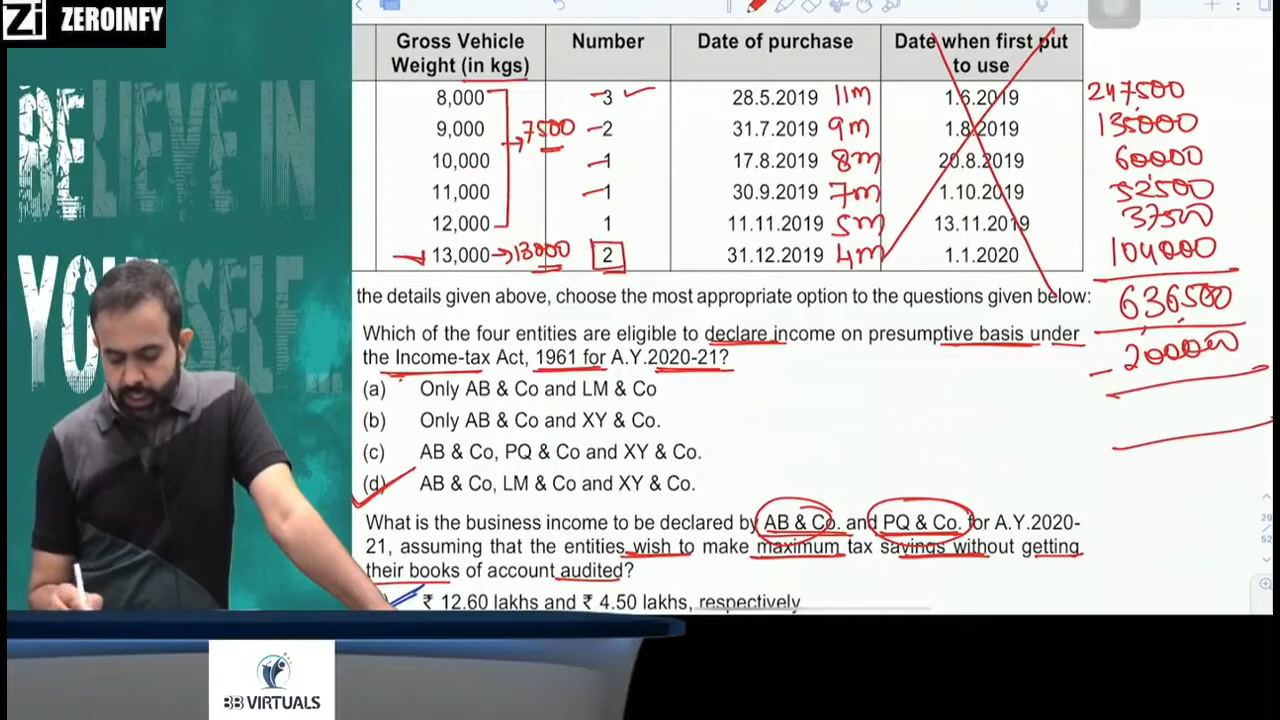 Zi ZEROINFY
BELIEVE IN
YOURSELF...
Gross Vehicle Weight (in kgs) Number Date of purchase Date when first put to use
8,000 3 28.5.2019 11m 1.6.2019 247500
9,000 7500 2 31.7.2019 9m 1.8.2019 135000
10,000 1 17.8.2019 8m 20.8.2019 60000
11,000 1 30.9.2019 7m 1.10.2019 52500
12,000 1 11.11.2019 5m 13.11.2019 37500
13,000 13000 2 31.12.2019 4m 1.1.2020 104000
636500
- 200000
the details given above, choose the most appropriate option to the questions given below:
Which of the four entities are eligible to declare income on presumptive basis under
the Income-tax Act, 1961 for A.Y.2020-21?
(a) Only AB & Co and LM & Co
(b) Only AB & Co and XY & Co.
(c) AB & Co, PQ & Co and XY & Co.
(d) AB & Co, LM & Co and XY & Co.
What is the business income to be declared by AB & Co. and PQ & Co. for A.Y.2020-
21, assuming that the entities wish to make maximum tax savings without getting
their books of account audited?
₹ 12.60 lakhs and ₹ 4.50 lakhs, respectively
BB VIRTUALS